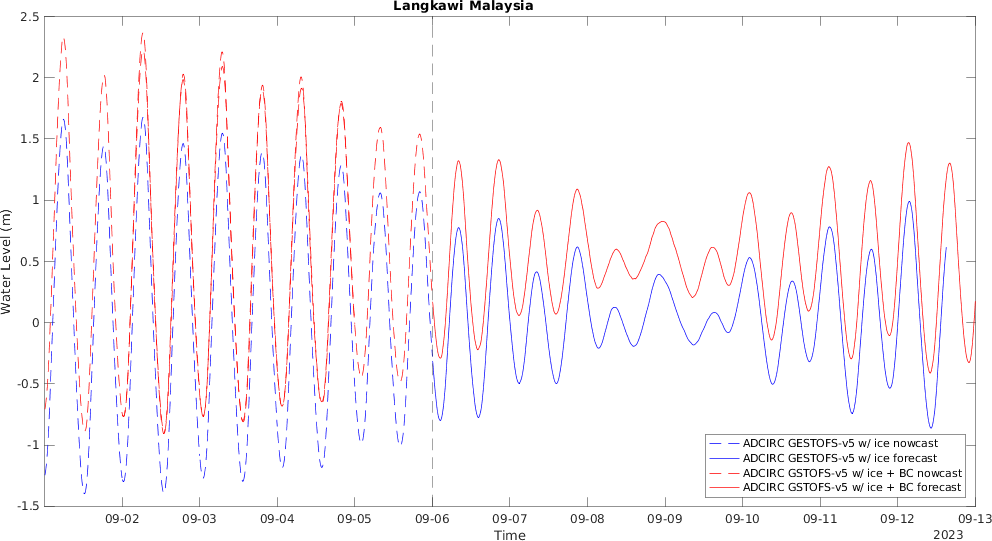 Langkawi Malaysia
2.5
2
1.5
1
0.5
0
-0.5
-1
-1.5
Water Level (m)
ADCIRC GESTOFS-v5 w/ ice nowcast
ADCIRC GESTOFS-v5 w/ ice forecast
ADCIRC GSTOFS-v5 w/ ice + BC nowcast
ADCIRC GSTOFS-v5 w/ ice + BC forecast
09-02 09-03 09-04 09-05 09-06 09-07 09-08 09-09 09-10 09-11 09-12 09-13
Time
2023